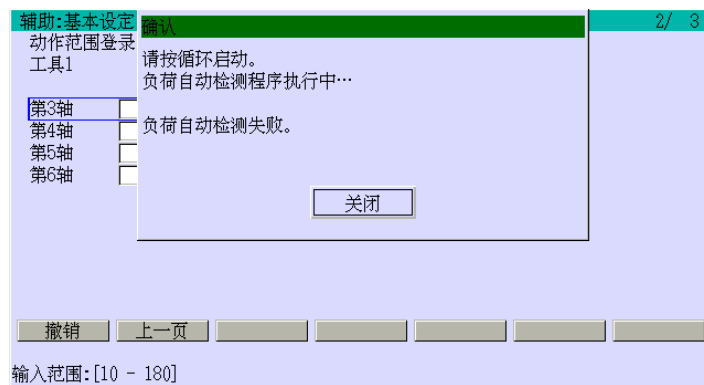 辅助:基本设定
确认
2/ 3
动作范围登录
工具1
请按循环启动。
负荷自动检测程序执行中…
负荷自动检测失败。
第3轴
第4轴
第5轴
第6轴
关闭
撤销 上一页
输入范围:[10 - 180]